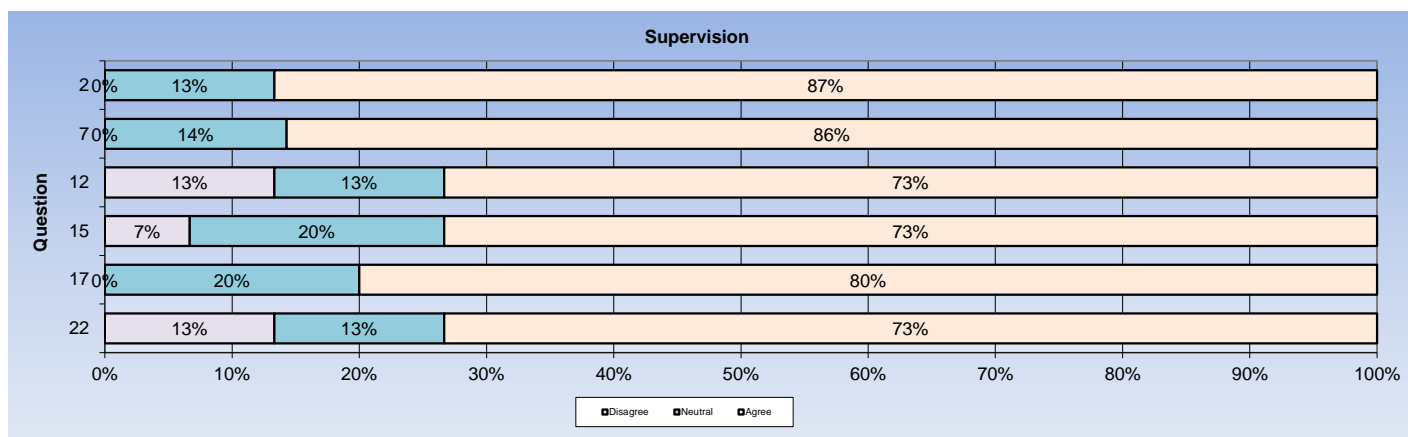 Supervision
2 0% 13% 87%
7 0% 14% 86%
12 13% 13% 73%
Question
15 7% 20% 73%
17 0% 20% 80%
22 13% 13% 73%
0% 10% 20% 30% 40% 50% 60% 70% 80% 90% 100%
Disagree Neutral Agree